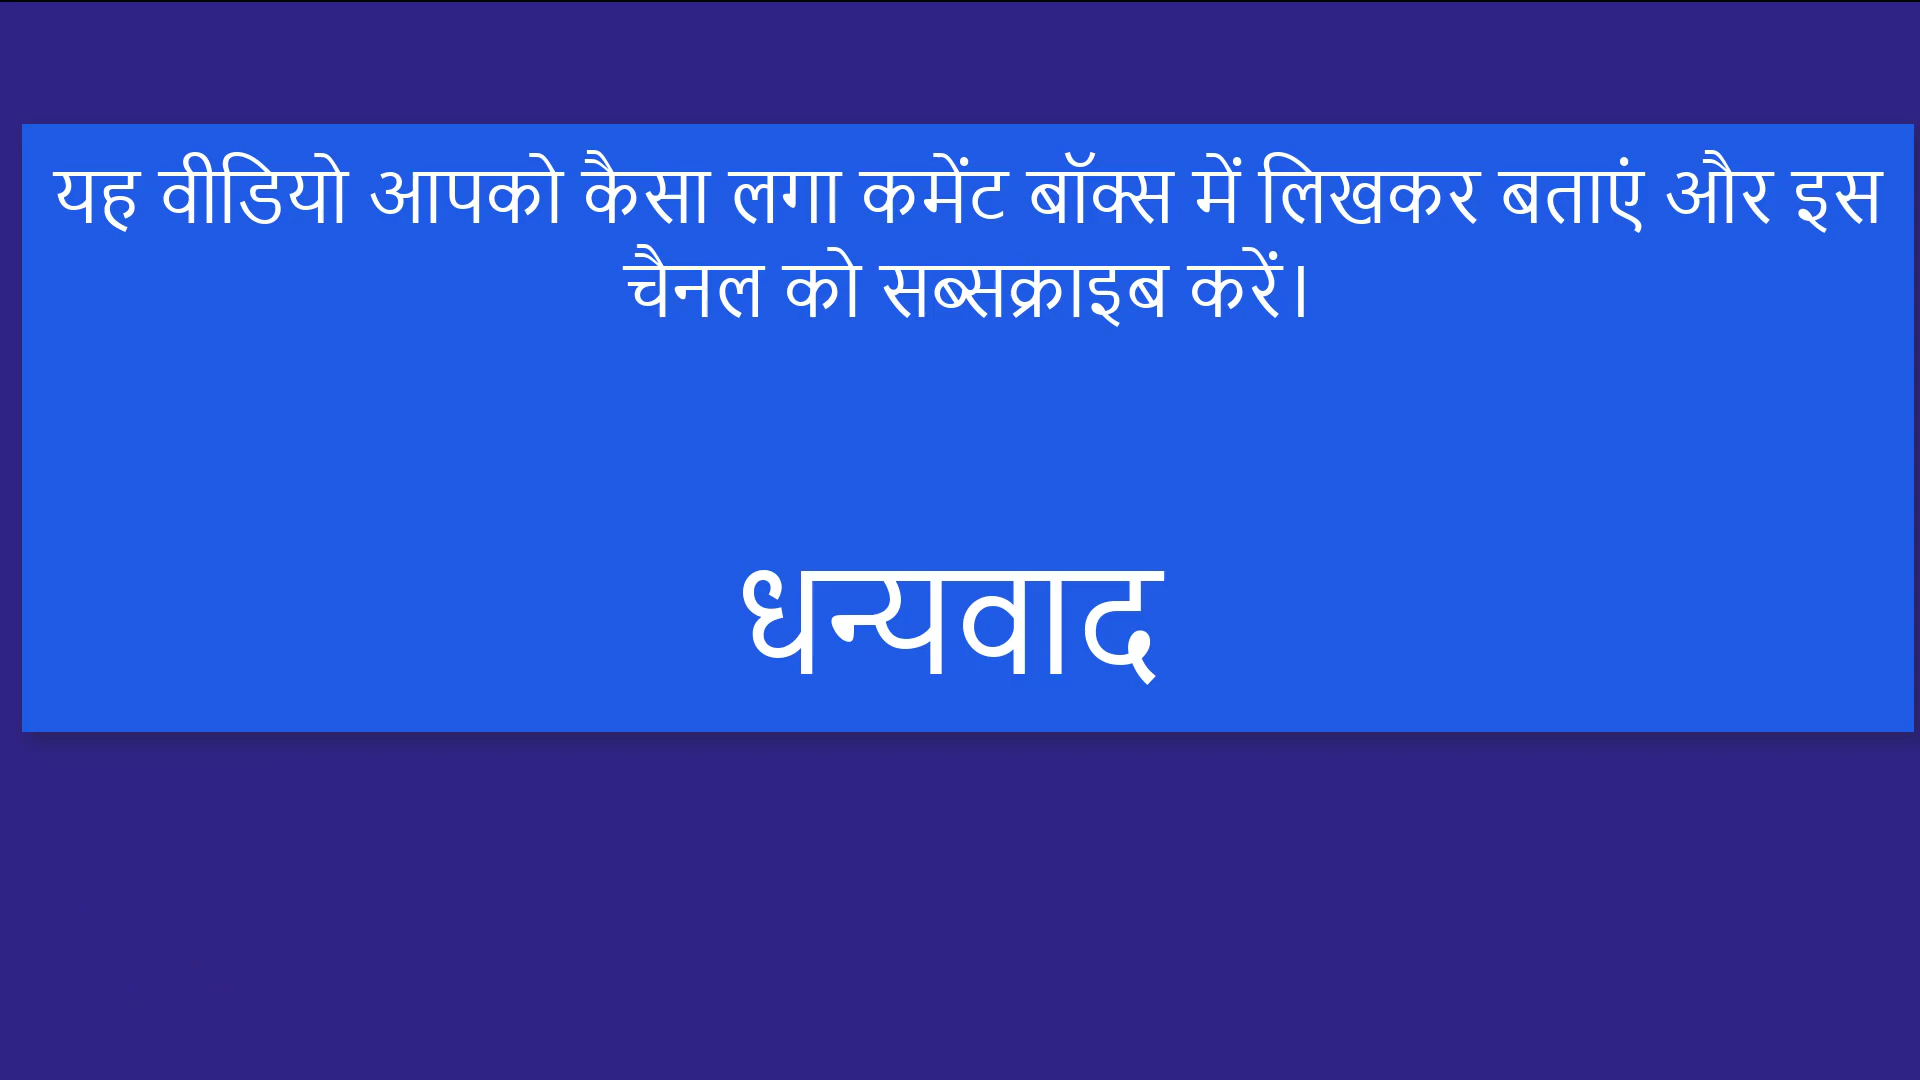 यह वीडियो आपको कैसा लगा कमेंट बॉक्स में लिखकर बताएं और इस
चैनल को सब्सक्राइब करें।
धन्यवाद